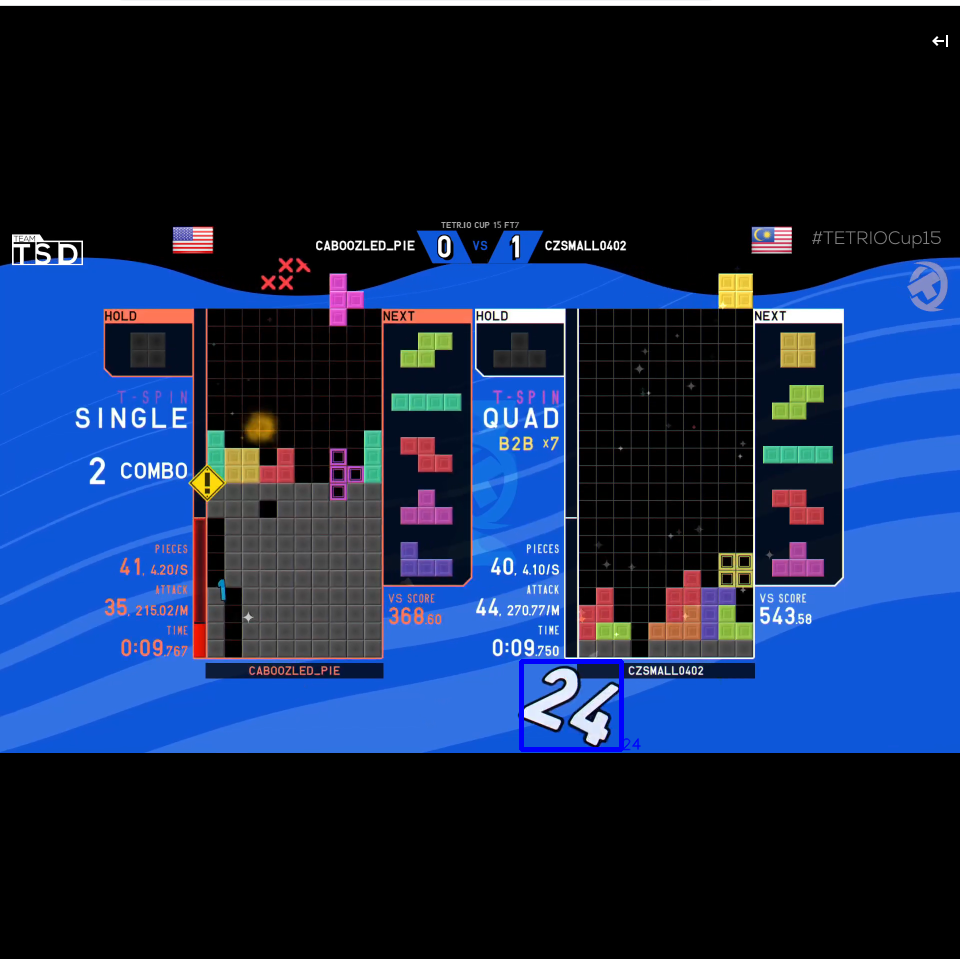 TETR.IO CUP 15 FT7
TEAM
TSD
CABOOZLED_PIE 0 VS 1 CZSMALL0402
#TETRIOCup15
HOLD
NEXT
HOLD
NEXT
T-SPIN
SINGLE
2 COMBO
T-SPIN
QUAD
B2B x7
!
1
PIECES
41, 4.20/S
ATTACK
35, 215.02/M
TIME
0:09.767
VS SCORE
368.60
PIECES
40, 4.10/S
ATTACK
44, 270.77/M
TIME
0:09.750
VS SCORE
543.58
CABOOZLED_PIE
CZSMALL0402
24
24